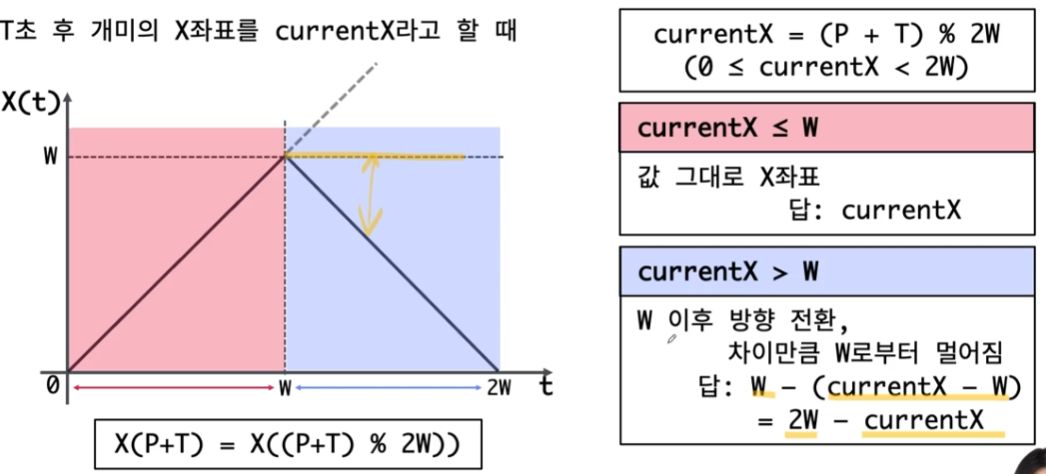 T초 후 개미의 X좌표를 currentX라고 할 때
X(t)
W
0
W
2W
t
X(P+T) = X((P+T) % 2W))
currentX = (P + T) % 2W
(0 ≤ currentX < 2W)
currentX ≤ W
값 그대로 X좌표
답: currentX
currentX > W
W 이후 방향 전환,
차이만큼 W로부터 멀어짐
답: W - (currentX - W)
= 2W - currentX